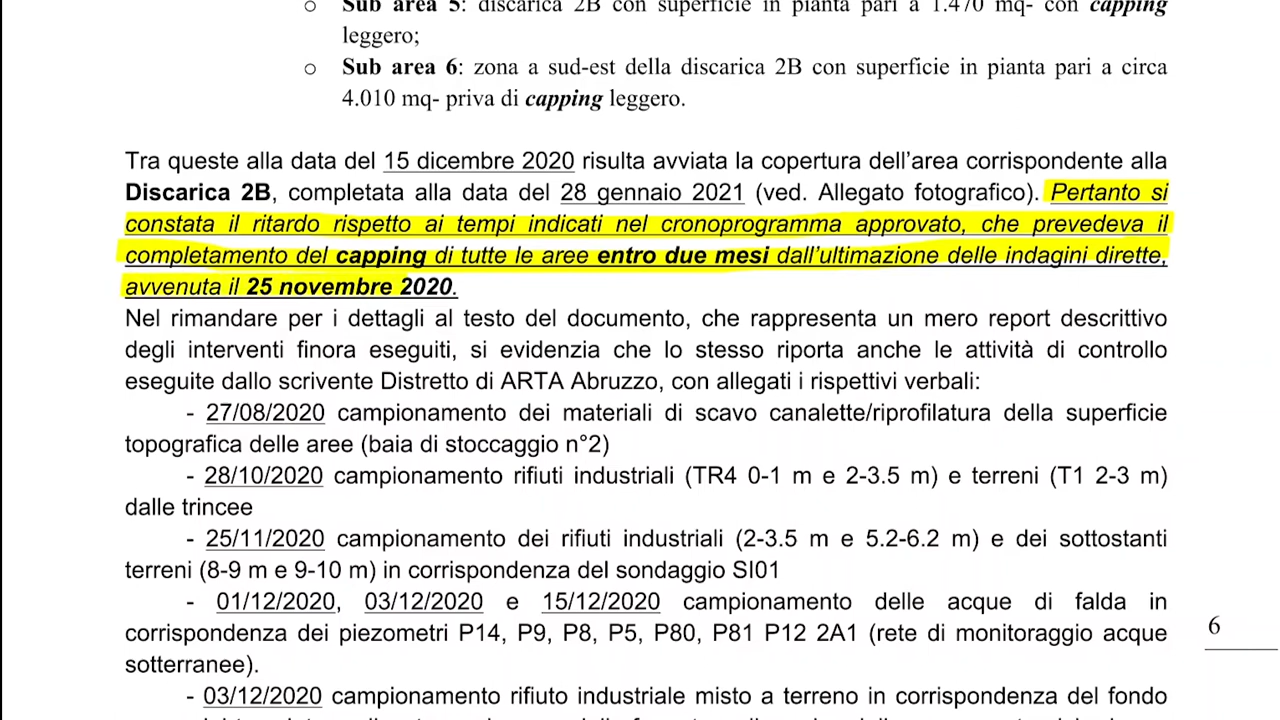 o Sub area 5: discarica 2B con superficie in pianta pari a 1.470 mq- con capping
leggero;
o Sub area 6: zona a sud-est della discarica 2B con superficie in pianta pari a circa
4.010 mq- priva di capping leggero.
Tra queste alla data del 15 dicembre 2020 risulta avviata la copertura dell'area corrispondente alla
Discarica 2B, completata alla data del 28 gennaio 2021 (ved. Allegato fotografico). Pertanto si
constata il ritardo rispetto ai tempi indicati nel cronoprogramma approvato, che prevedeva il
completamento del capping di tutte le aree entro due mesi dall'ultimazione delle indagini dirette,
avvenuta il 25 novembre 2020.
Nel rimandare per i dettagli al testo del documento, che rappresenta un mero report descrittivo
degli interventi finora eseguiti, si evidenzia che lo stesso riporta anche le attività di controllo
eseguite dallo scrivente Distretto di ARTA Abruzzo, con allegati i rispettivi verbali:
- 27/08/2020 campionamento dei materiali di scavo canalette/riprofilatura della superficie
topografica delle aree (baia di stoccaggio n°2)
- 28/10/2020 campionamento rifiuti industriali (TR4 0-1 m e 2-3.5 m) e terreni (T1 2-3 m)
dalle trincee
- 25/11/2020 campionamento dei rifiuti industriali (2-3.5 m e 5.2-6.2 m) e dei sottostanti
terreni (8-9 m e 9-10 m) in corrispondenza del sondaggio SI01
- 01/12/2020, 03/12/2020 e 15/12/2020 campionamento delle acque di falda in
corrispondenza dei piezometri P14, P9, P8, P5, P80, P81 P12 2A1 (rete di monitoraggio acque
sotterranee).
6
- 03/12/2020 campionamento rifiuto industriale misto a terreno in corrispondenza del fondo